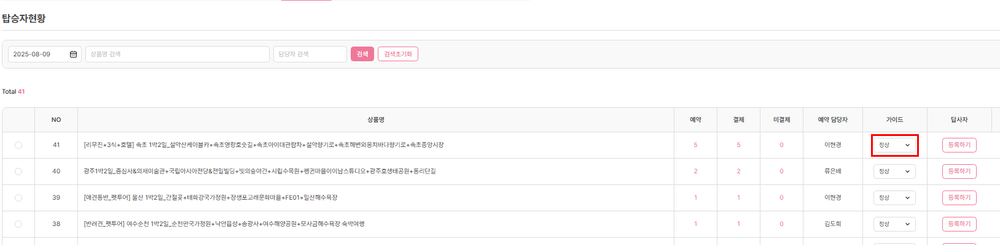 탑승자현황
2025-08-09 상품명 검색 담당자 검색 검색 검색초기화
Total 41
NO 상품명 예약 결제 미결제 예약 담당자 가이드 답사자
41 [리무진+3식+호텔] 속초 1박2일_설악산케이블카+속초영랑호숫길+속초아이대관람차+설악향기로+속초해변외옹치바다향기로+속초중앙시장 5 5 0 이현경 정상 등록하기
40 광주1박2일_증심사&의재미술관+국립아시아전당&전일빌딩+빛의숲야간+시립수목원+펭귄마을이이남스튜디오+광주호생태공원+동리단길 2 2 0 류은배 정상 등록하기
39 [애견동반_펫투어] 울산 1박2일_간절곶+태화강국가정원+장생포고래문화마을+FE01+일산해수욕장 1 1 0 이현경 정상 등록하기
38 [반려견_펫투어] 여수순천 1박2일_순천만국가정원+낙안읍성+송광사+여수해양공원+모사금해수욕장 숙박여행 1 1 0 김도희 정상 등록하기